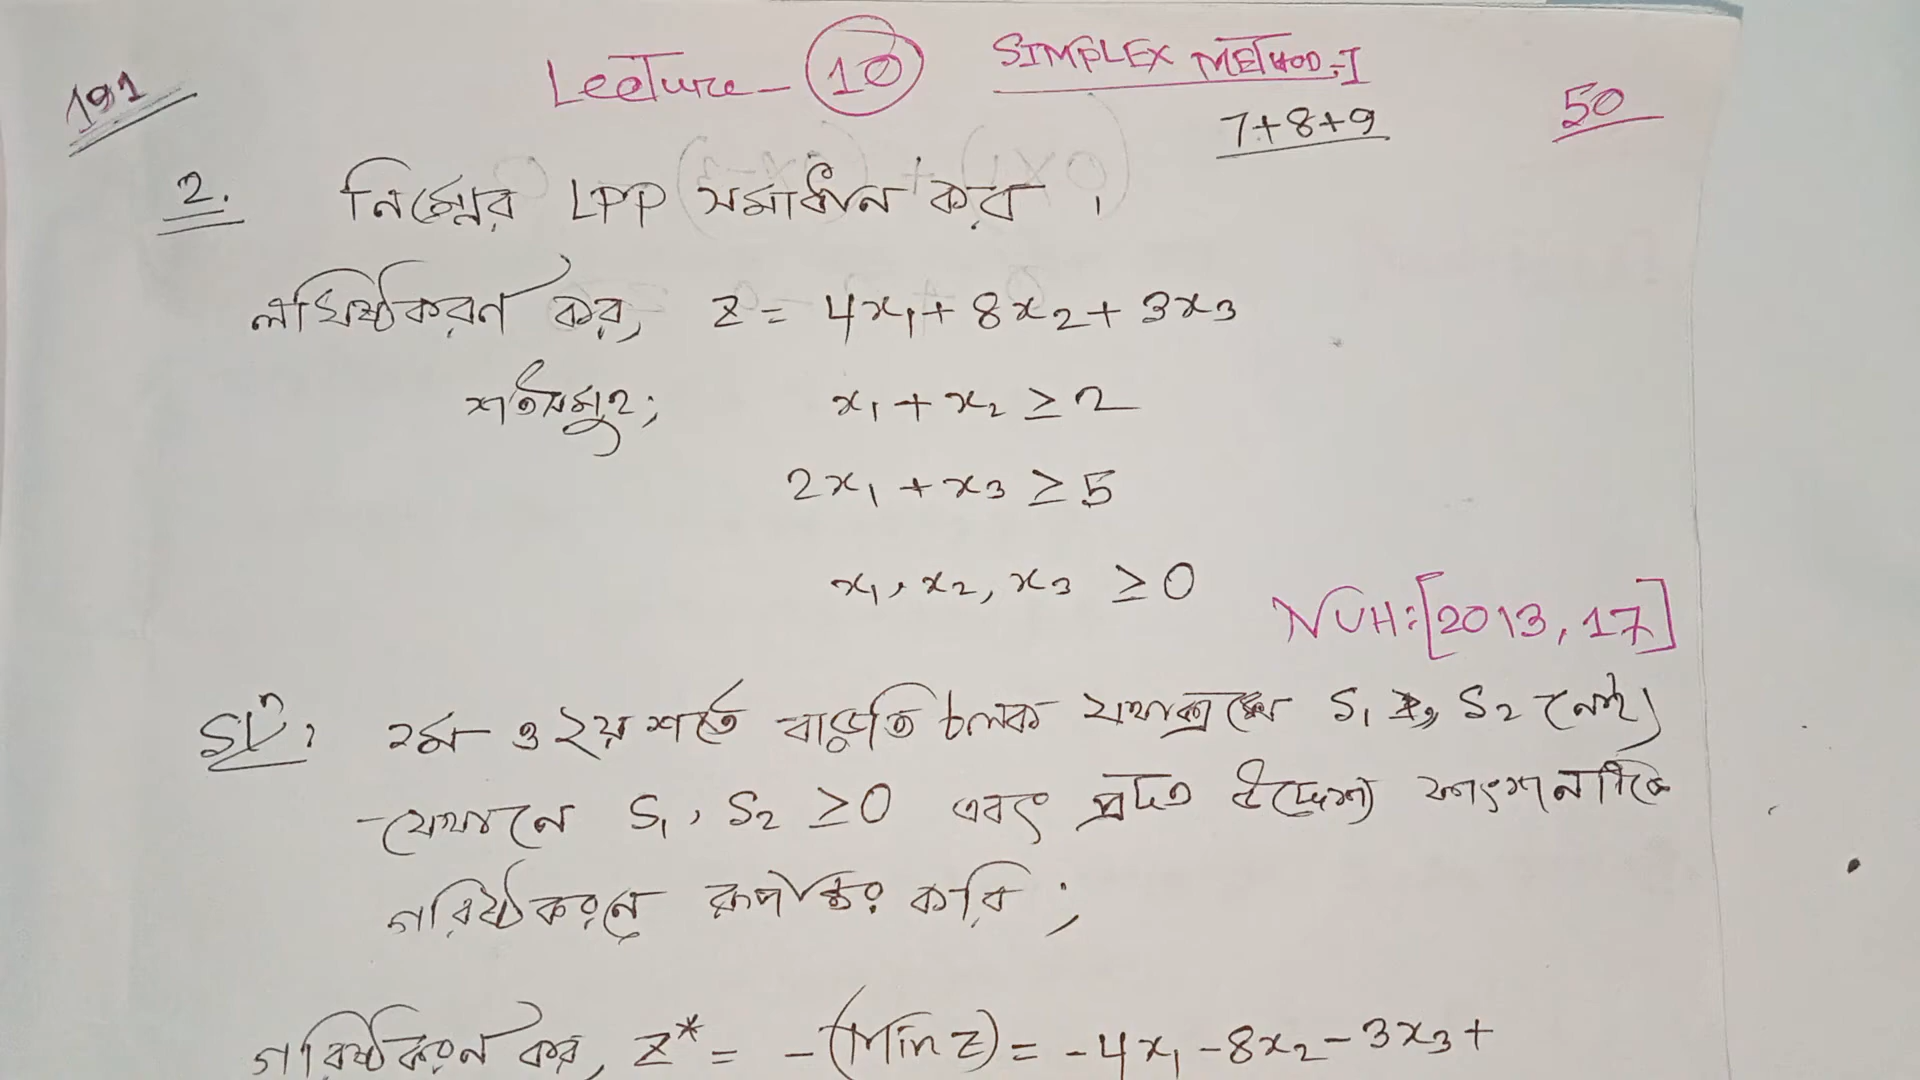 191
Lecture - 10 SIMPLEX METHOD-I
7+8+9
50
2. নিম্নের LPP সমাধান কর ।
লঘিষ্ঠকরণ কর, z = 4x₁ + 8x₂ + 3x₃
শর্তসমূহ; x₁ + x₂ ≥ 2
2x₁ + x₃ ≥ 5
x₁, x₂, x₃ ≥ 0
NUH:[2013, 17]
১ম ও ২য় শর্তে বাড়তি চলক যথাক্রমে S₁, S₂ নেই।
যেখানে S₁, S₂ ≥ 0 এবং প্রদত্ত উদ্দেশ্য ফাংশনটিকে
গরিষ্ঠকরণে রূপান্তর করি;
গরিষ্ঠকরণ কর, z* = -(Min z) = -4x₁ - 8x₂ - 3x₃ +